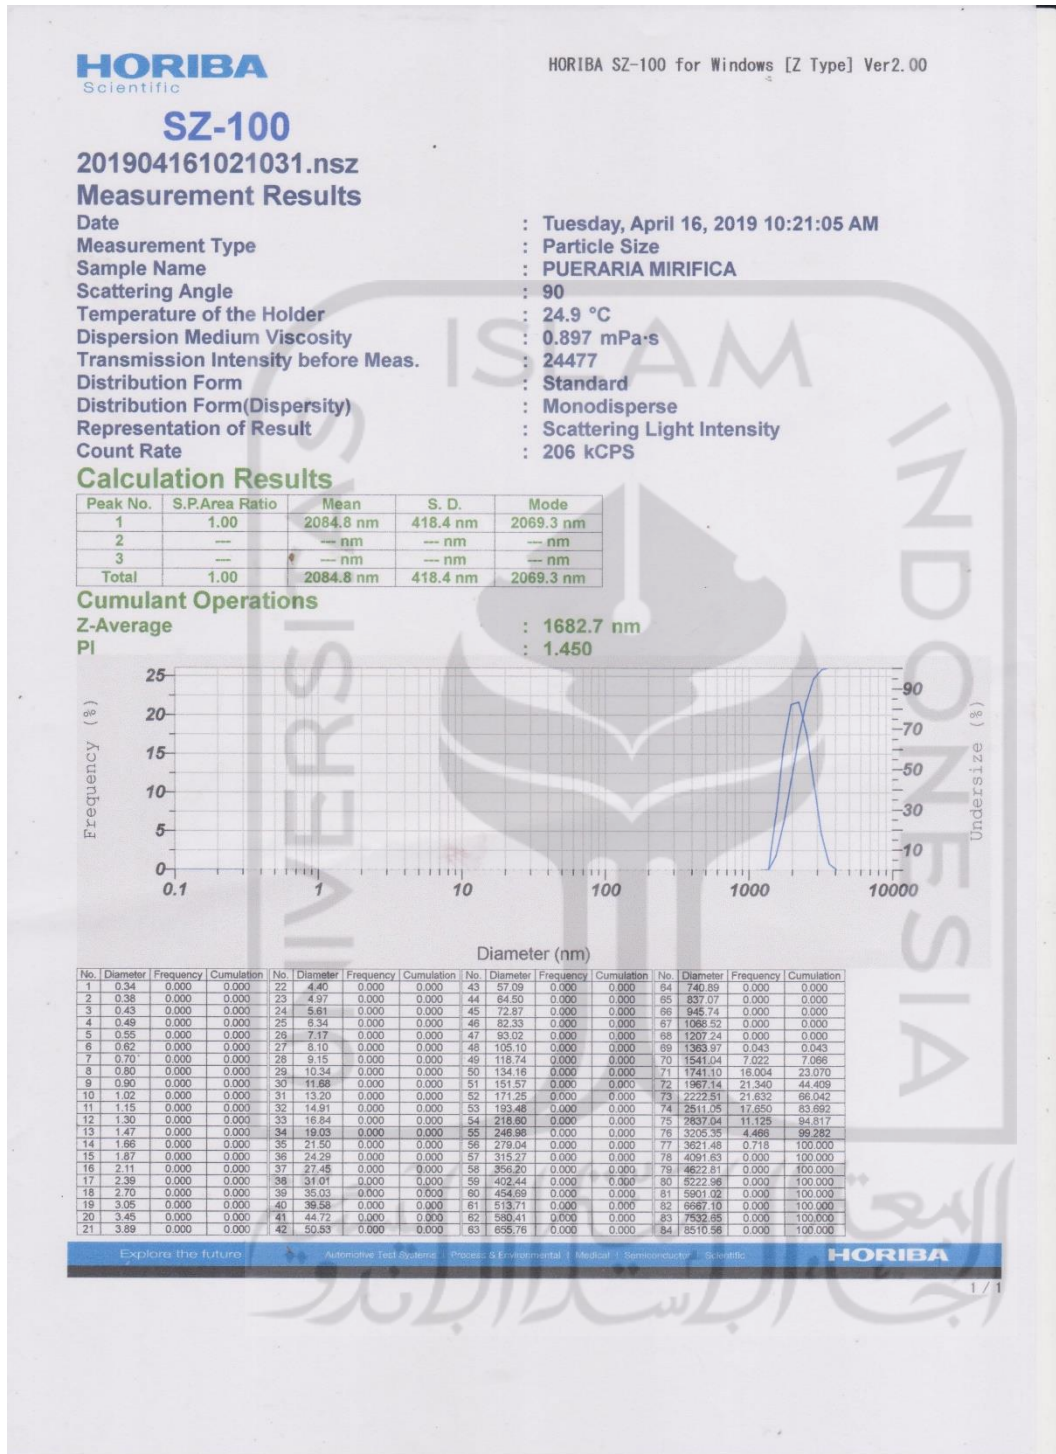 HORIBA
Scientific
HORIBA SZ-100 for Windows [Z Type] Ver2.00
SZ-100
201904161021031.nsz
Measurement Results
Date : Tuesday, April 16, 2019 10:21:05 AM
Measurement Type : Particle Size
Sample Name : PUERARIA MIRIFICA
Scattering Angle : 90
Temperature of the Holder : 24.9 °C
Dispersion Medium Viscosity : 0.897 mPa·s
Transmission Intensity before Meas. : 24477
Distribution Form : Standard
Distribution Form(Dispersity) : Monodisperse
Representation of Result : Scattering Light Intensity
Count Rate : 206 kCPS
Calculation Results
Peak No. S.P.Area Ratio Mean S. D. Mode
1 1.00 2084.8 nm 418.4 nm 2069.3 nm
2 --- --- nm --- nm --- nm
3 --- --- nm --- nm --- nm
Total 1.00 2084.8 nm 418.4 nm 2069.3 nm
Cumulant Operations
Z-Average : 1682.7 nm
PI : 1.450
Frequency (%)
25
20
15
10
5
0
90
70
50
30
10
Undersize (%)
0.1 1 10 100 1000 10000
Diameter (nm)
No. Diameter Frequency Cumulation No. Diameter Frequency Cumulation No. Diameter Frequency Cumulation No. Diameter Frequency Cumulation
1 0.34 0.000 0.000 22 4.40 0.000 0.000 43 57.09 0.000 0.000 64 740.89 0.000 0.000
2 0.38 0.000 0.000 23 4.97 0.000 0.000 44 64.50 0.000 0.000 65 837.07 0.000 0.000
3 0.43 0.000 0.000 24 5.61 0.000 0.000 45 72.87 0.000 0.000 66 945.74 0.000 0.000
4 0.49 0.000 0.000 25 6.34 0.000 0.000 46 82.33 0.000 0.000 67 1068.52 0.000 0.000
5 0.55 0.000 0.000 26 7.17 0.000 0.000 47 93.02 0.000 0.000 68 1207.24 0.000 0.000
6 0.62 0.000 0.000 27 8.10 0.000 0.000 48 105.10 0.000 0.000 69 1363.97 0.043 0.043
7 0.70 0.000 0.000 28 9.15 0.000 0.000 49 118.74 0.000 0.000 70 1541.04 7.022 7.066
8 0.80 0.000 0.000 29 10.34 0.000 0.000 50 134.16 0.000 0.000 71 1741.10 16.004 23.070
9 0.90 0.000 0.000 30 11.68 0.000 0.000 51 151.57 0.000 0.000 72 1967.14 21.340 44.409
10 1.02 0.000 0.000 31 13.20 0.000 0.000 52 171.25 0.000 0.000 73 2222.51 21.632 66.042
11 1.15 0.000 0.000 32 14.91 0.000 0.000 53 193.48 0.000 0.000 74 2511.05 17.650 83.692
12 1.30 0.000 0.000 33 16.84 0.000 0.000 54 218.60 0.000 0.000 75 2837.04 11.125 94.817
13 1.47 0.000 0.000 34 19.03 0.000 0.000 55 246.98 0.000 0.000 76 3205.35 4.466 99.282
14 1.66 0.000 0.000 35 21.50 0.000 0.000 56 279.04 0.000 0.000 77 3621.48 0.718 100.000
15 1.87 0.000 0.000 36 24.29 0.000 0.000 57 315.27 0.000 0.000 78 4091.63 0.000 100.000
16 2.11 0.000 0.000 37 27.45 0.000 0.000 58 356.20 0.000 0.000 79 4622.81 0.000 100.000
17 2.39 0.000 0.000 38 31.01 0.000 0.000 59 402.44 0.000 0.000 80 5222.96 0.000 100.000
18 2.70 0.000 0.000 39 35.03 0.000 0.000 60 454.69 0.000 0.000 81 5901.02 0.000 100.000
19 3.05 0.000 0.000 40 39.58 0.000 0.000 61 513.71 0.000 0.000 82 6667.10 0.000 100.000
20 3.45 0.000 0.000 41 44.72 0.000 0.000 62 580.41 0.000 0.000 83 7532.65 0.000 100.000
21 3.89 0.000 0.000 42 50.53 0.000 0.000 63 655.76 0.000 0.000 84 8510.56 0.000 100.000
Explore the future Automotive Test Systems | Process & Environmental | Medical | Semiconductor | Scientific HORIBA
1 / 1
UNIVERSITAS ISLAM INDONESIA